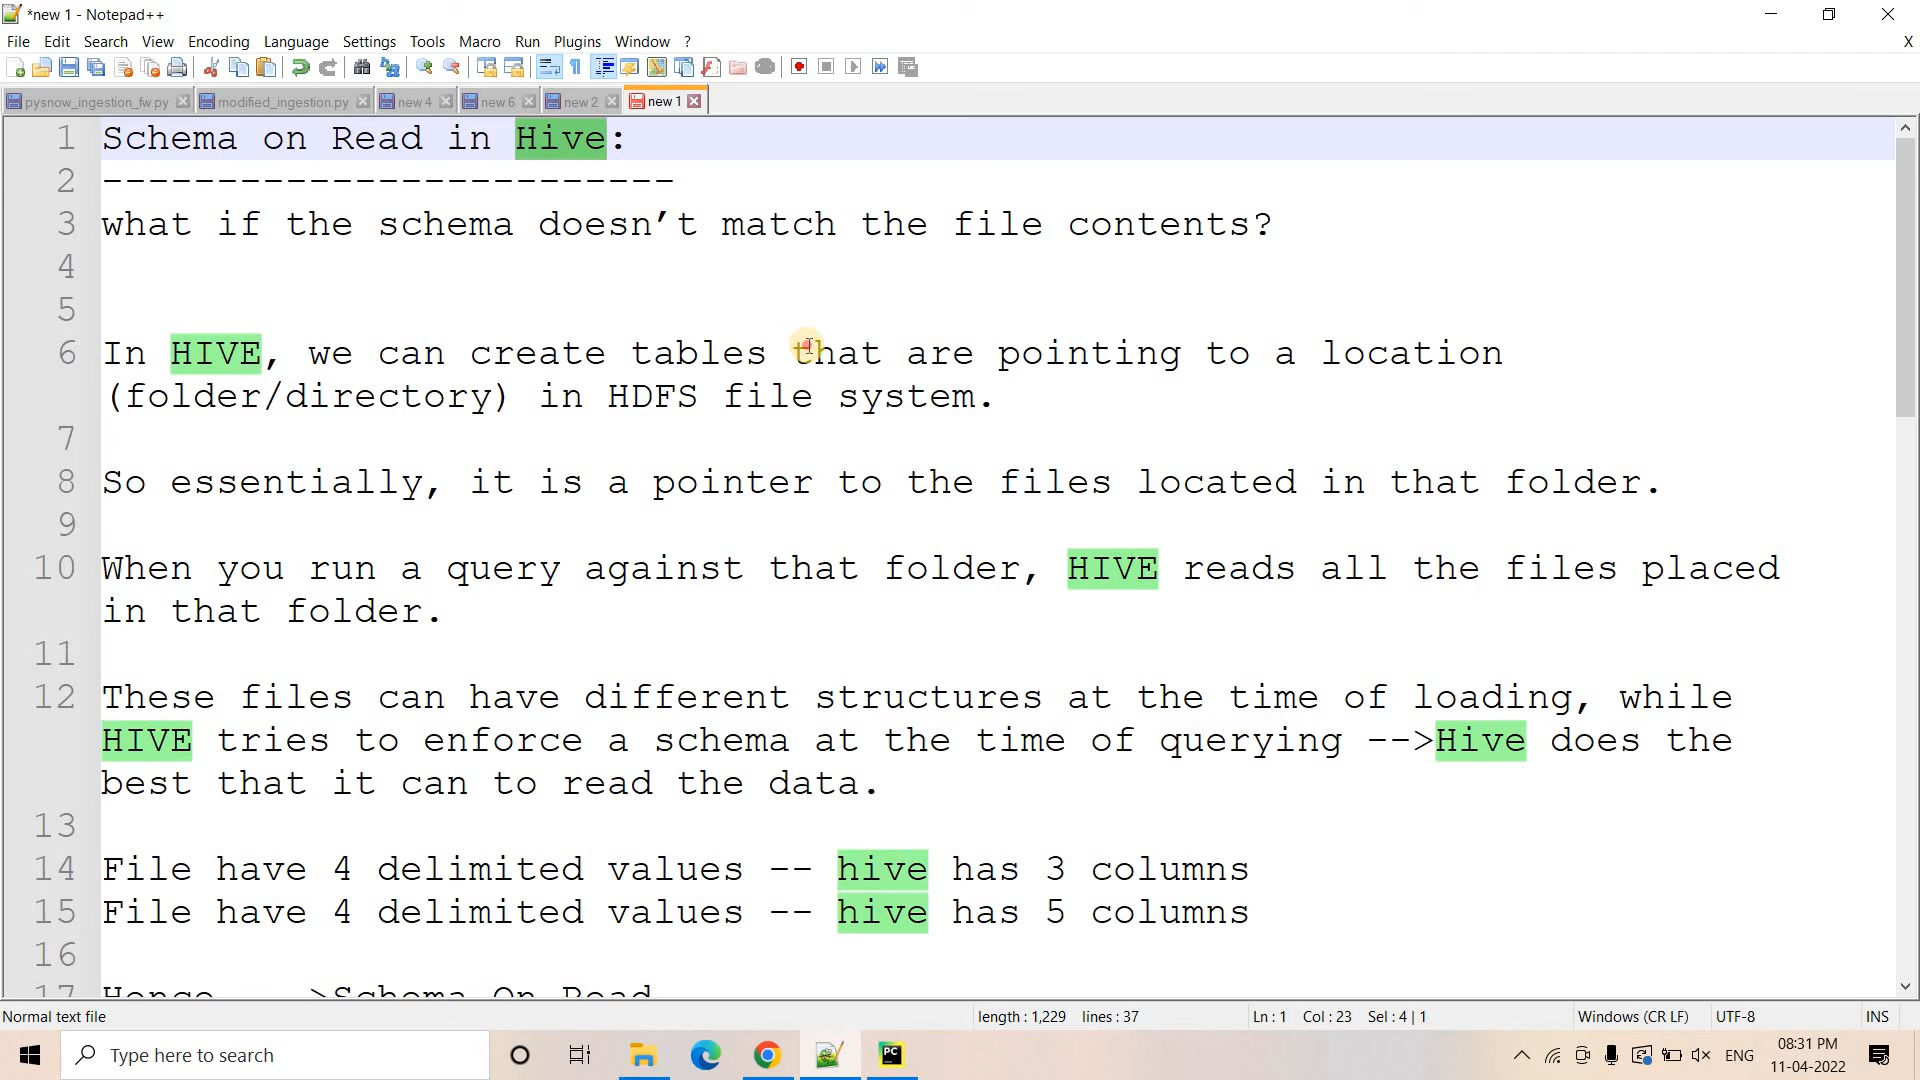 *new 1 - Notepad++
File Edit Search View Encoding Language Settings Tools Macro Run Plugins Window ?
X
pysnow_ingestion_fw.py modified_ingestion.py new 4 new 6 new 2 new 1
1 Schema on Read in Hive:
2 -------------------------
3 what if the schema doesn’t match the file contents?
4
5
6 In HIVE, we can create tables that are pointing to a location
(folder/directory) in HDFS file system.
7
8 So essentially, it is a pointer to the files located in that folder.
9
10 When you run a query against that folder, HIVE reads all the files placed
in that folder.
11
12 These files can have different structures at the time of loading, while
HIVE tries to enforce a schema at the time of querying -->Hive does the
best that it can to read the data.
13
14 File have 4 delimited values -- hive has 3 columns
15 File have 4 delimited values -- hive has 5 columns
16
17 Hence --->Schema On Read
Normal text file length : 1,229 lines : 37 Ln : 1 Col : 23 Sel : 4 | 1 Windows (CR LF) UTF-8 INS
Type here to search PC ENG 08:31 PM
11-04-2022